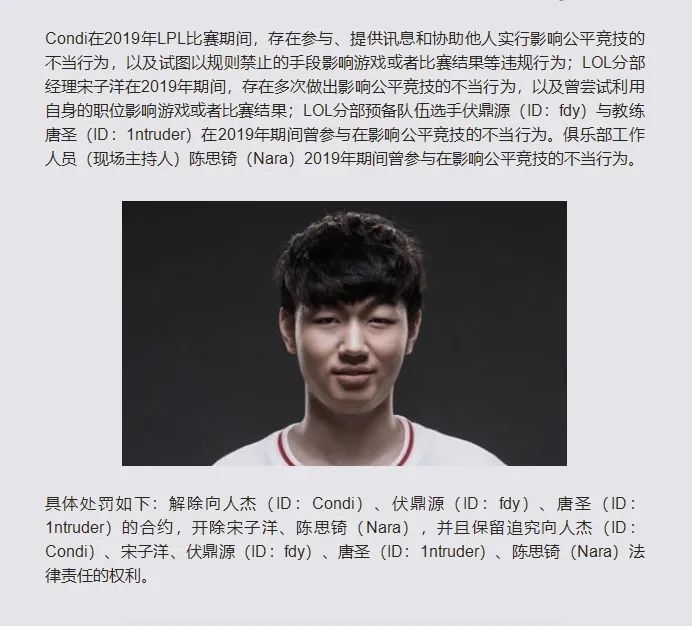 Condi在2019年LPL比赛期间，存在参与、提供讯息和协助他人实行影响公平竞技的
不当行为，以及试图以规则禁止的手段影响游戏或者比赛结果等违规行为；LOL分部
经理宋子洋在2019年期间，存在多次做出影响公平竞技的不当行为，以及曾尝试利用
自身的职位影响游戏或者比赛结果；LOL分部预备队伍选手伏鼎源（ID：fdy）与教练
唐圣（ID：1ntruder）在2019年期间曾参与在影响公平竞技的不当行为。俱乐部工作
人员（现场主持人）陈思锜（Nara）2019年期间曾参与在影响公平竞技的不当行为。
具体处罚如下：解除向人杰（ID：Condi）、伏鼎源（ID：fdy）、唐圣（ID：
1ntruder）的合约，开除宋子洋、陈思锜（Nara），并且保留追究向人杰（ID：
Condi）、宋子洋、伏鼎源（ID：fdy）、唐圣（ID：1ntruder）、陈思锜（Nara）法
律责任的权利。